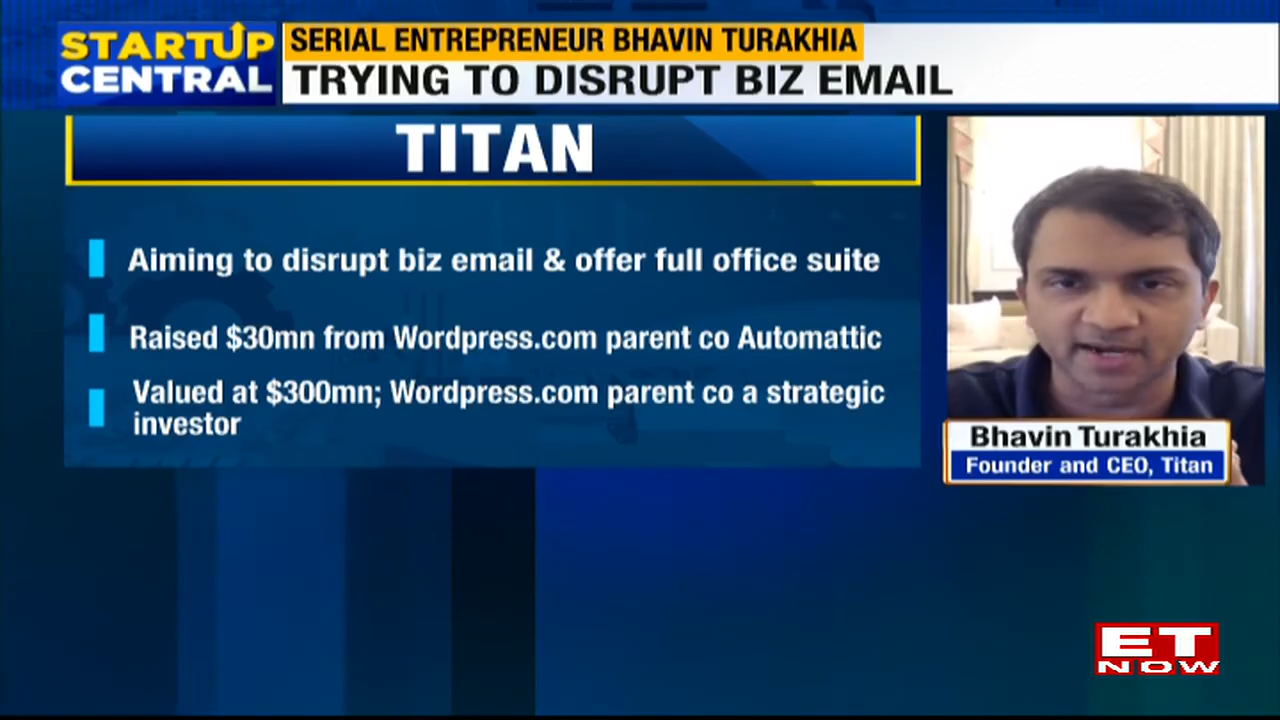 STARTUP
CENTRAL
SERIAL ENTREPRENEUR BHAVIN TURAKHIA
TRYING TO DISRUPT BIZ EMAIL
TITAN
Aiming to disrupt biz email & offer full office suite
Raised $30mn from Wordpress.com parent co Automattic
Valued at $300mn; Wordpress.com parent co a strategic
investor
Bhavin Turakhia
Founder and CEO, Titan
ET
NOW